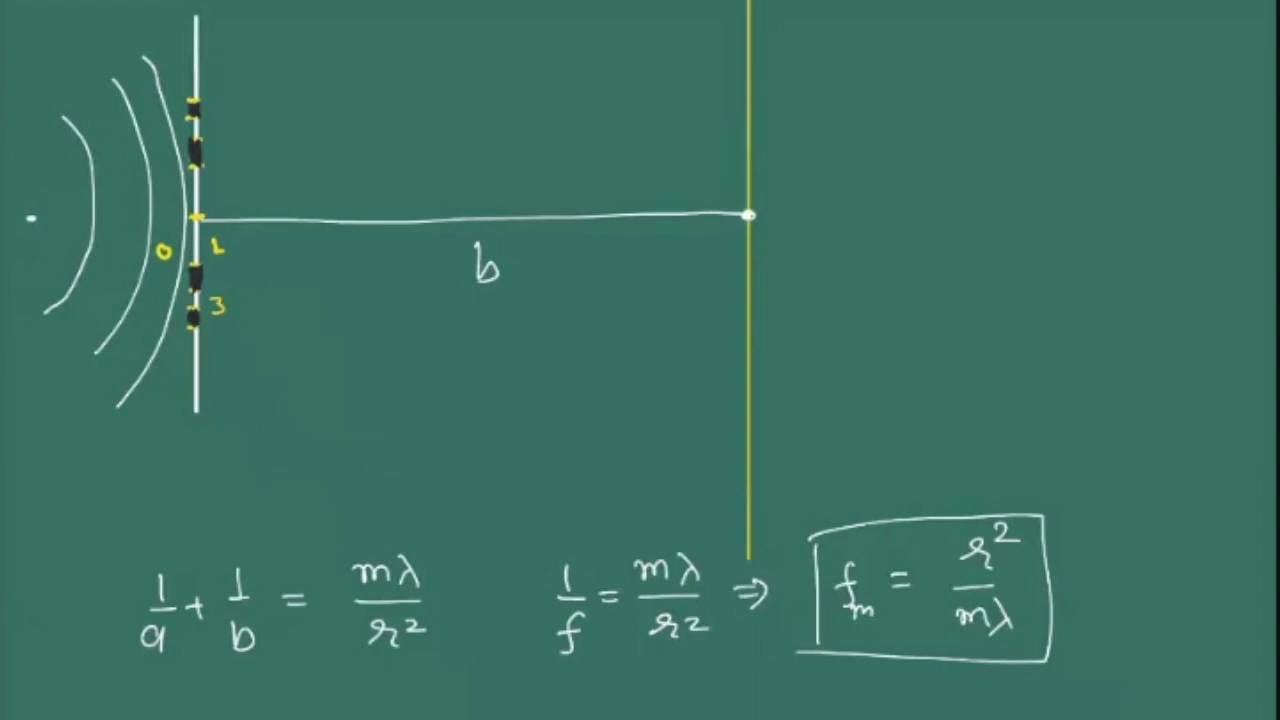 0 1
b
3
1/a + 1/b = mλ/r² 1/f = mλ/r² ⇒ fₘ = r²/mλ